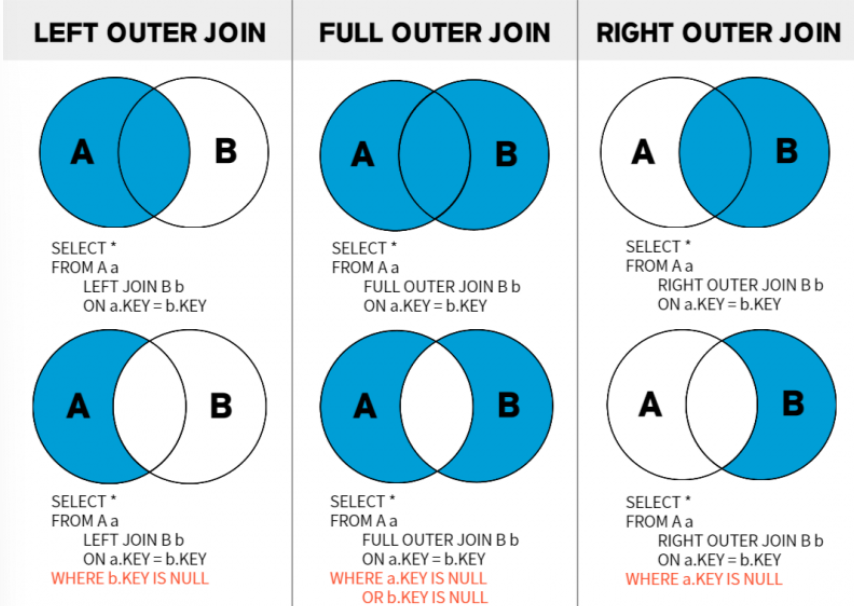 LEFT OUTER JOIN
A
B
SELECT *
FROM A a
LEFT JOIN B b
ON a.KEY = b.KEY
A
B
SELECT *
FROM A a
LEFT JOIN B b
ON a.KEY = b.KEY
WHERE b.KEY IS NULL
FULL OUTER JOIN
A
B
SELECT *
FROM A a
FULL OUTER JOIN B b
ON a.KEY = b.KEY
A
B
SELECT *
FROM A a
FULL OUTER JOIN B b
ON a.KEY = b.KEY
WHERE a.KEY IS NULL
OR b.KEY IS NULL
RIGHT OUTER JOIN
A
B
SELECT *
FROM A a
RIGHT OUTER JOIN B b
ON a.KEY = b.KEY
A
B
SELECT *
FROM A a
RIGHT OUTER JOIN B b
ON a.KEY = b.KEY
WHERE a.KEY IS NULL